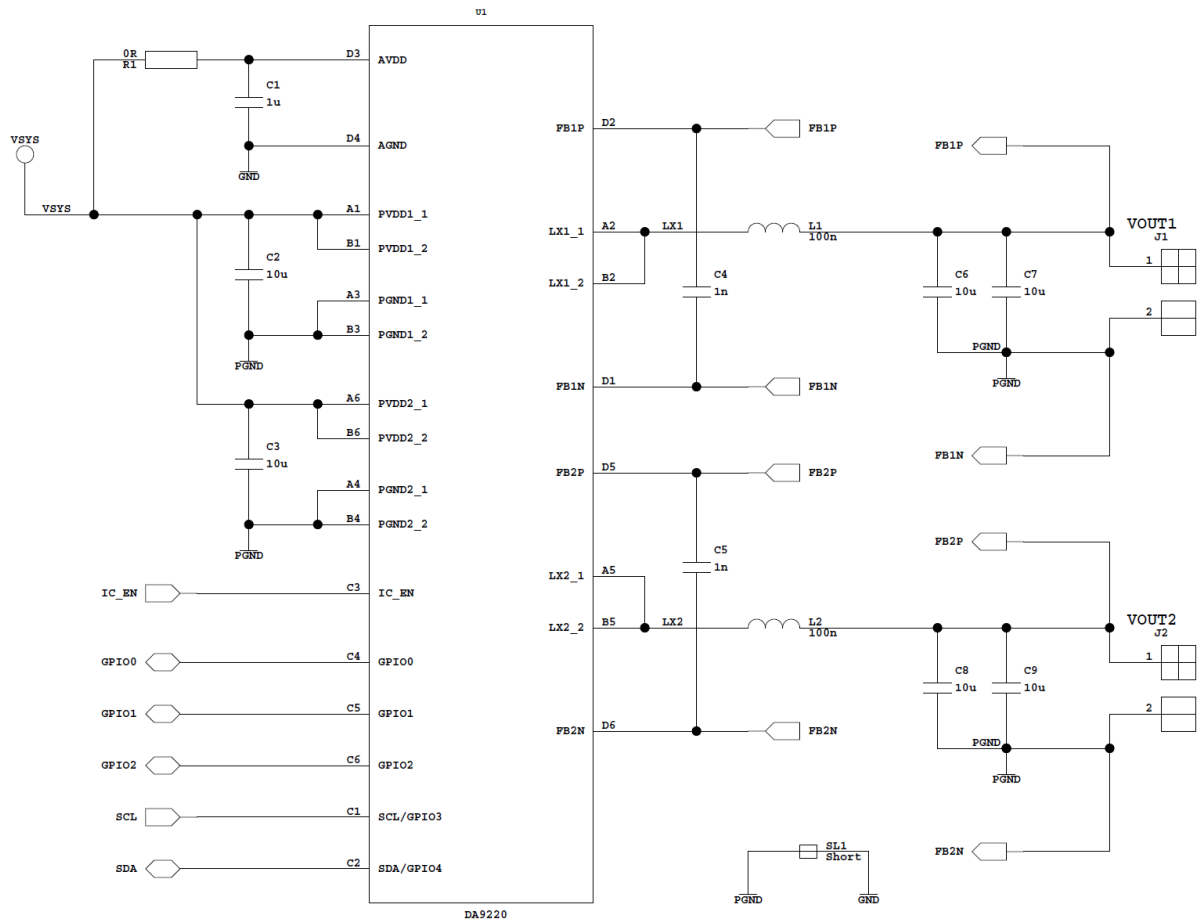 U1
0R
R1
D3
AVDD
C1
1u
D4
AGND
GND
VSYS
VSYS
A1
PVDD1_1
B1
PVDD1_2
C2
10u
A3
PGND1_1
B3
PGND1_2
PGND
A6
PVDD2_1
B6
PVDD2_2
C3
10u
A4
PGND2_1
B4
PGND2_2
PGND
IC_EN
C3
IC_EN
GPIO0
C4
GPIO0
GPIO1
C5
GPIO1
GPIO2
C6
GPIO2
SCL
C1
SCL/GPIO3
SDA
C2
SDA/GPIO4
DA9220
FB1P
D2
FB1P
LX1_1
A2
LX1
L1
100n
LX1_2
B2
C4
1n
FB1N
D1
FB1N
FB2P
D5
FB2P
C5
1n
LX2_1
A5
LX2_2
B5
LX2
L2
100n
FB2N
D6
FB2N
FB1P
VOUT1
J1
1
C6
10u
C7
10u
2
PGND
PGND
FB1N
FB2P
VOUT2
J2
1
C8
10u
C9
10u
2
PGND
PGND
FB2N
SL1
Short
PGND
GND